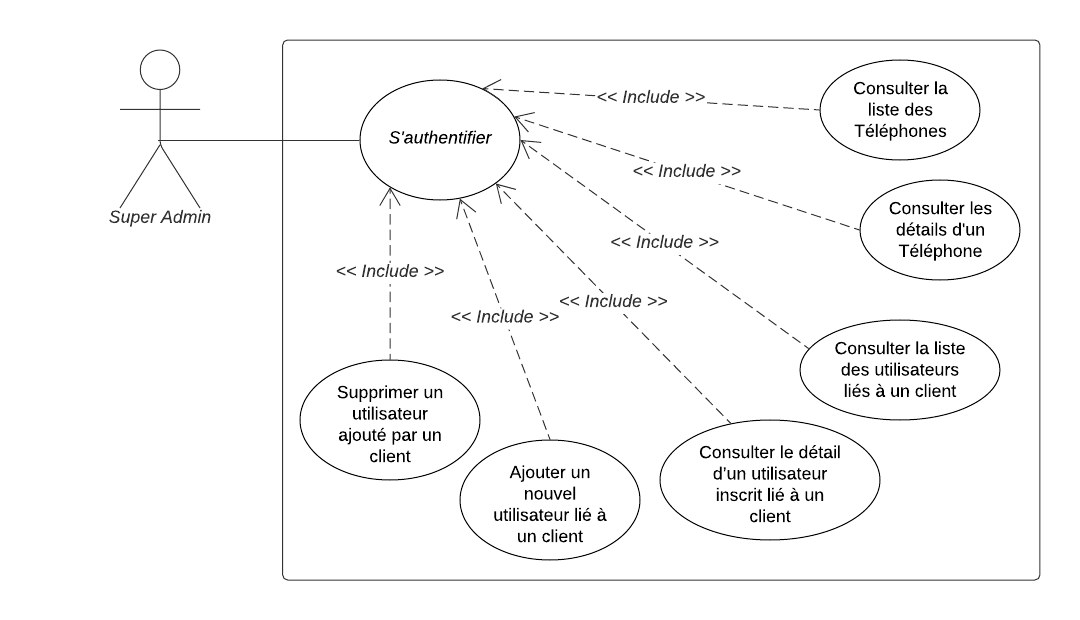 Super Admin
S'authentifier
<< Include >>
Consulter la
liste des
Téléphones
<< Include >>
Consulter les
détails d'un
Téléphone
<< Include >>
Consulter la liste
des utilisateurs
liés à un client
<< Include >>
Consulter le détail
d'un utilisateur
inscrit lié à un
client
<< Include >>
Ajouter un
nouvel
utilisateur lié à
un client
<< Include >>
Supprimer un
utilisateur
ajouté par un
client